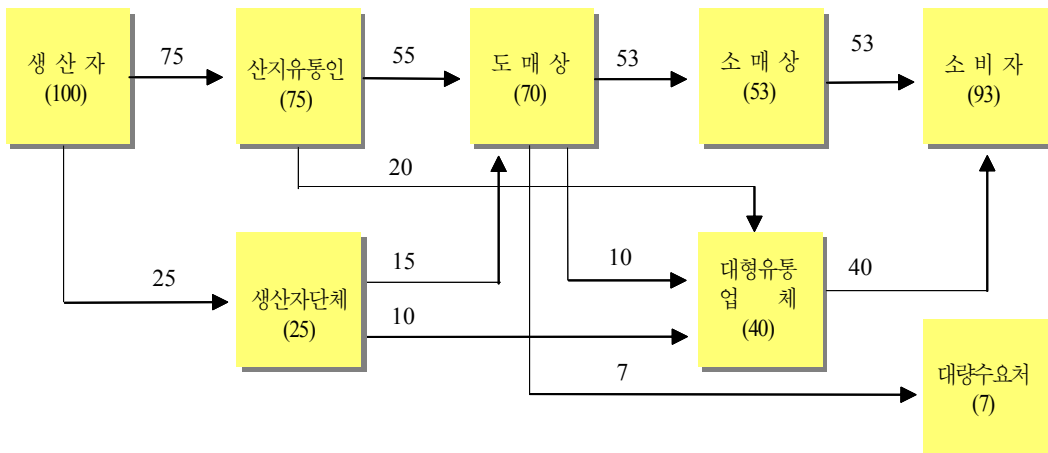 생 산 자
(100)
75
산지유통인
(75)
55
도 매 상
(70)
53
소 매 상
(53)
53
소 비 자
(93)
20
25
생산자단체
(25)
15
10
10
대형유통
업 체
(40)
40
7
대량수요처
(7)